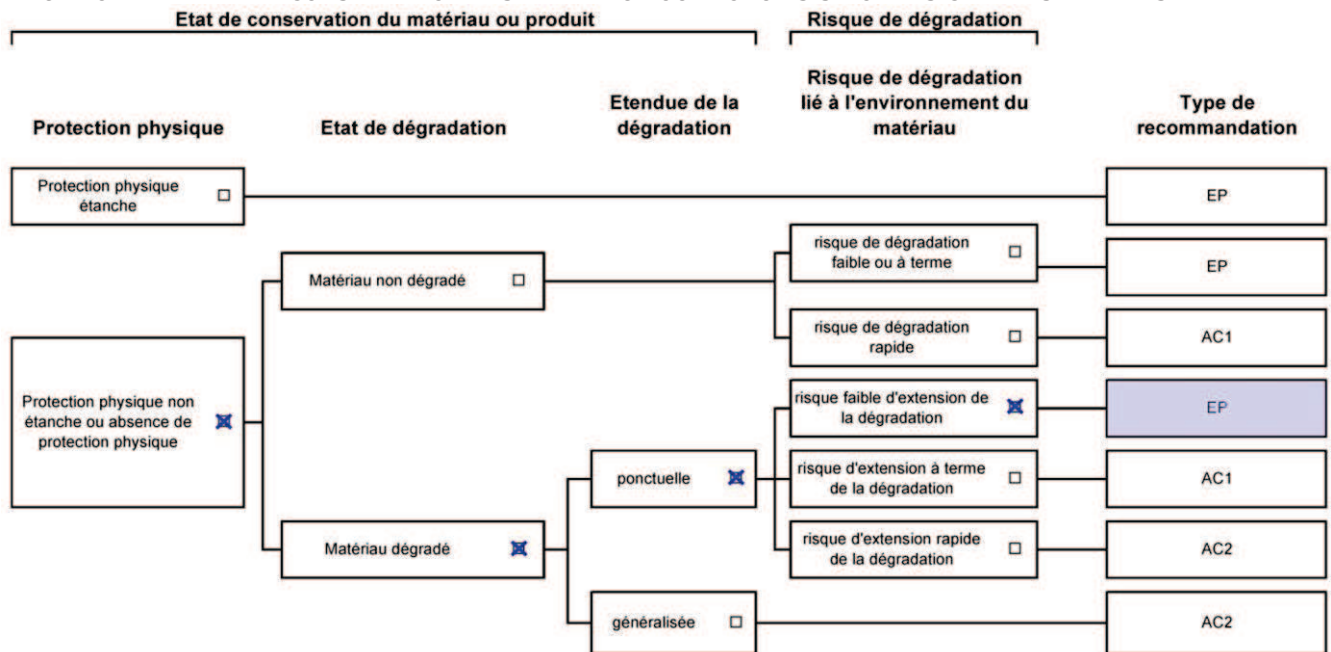 Etat de conservation du matériau ou produit
Risque de dégradation
Protection physique
Etat de dégradation
Etendue de la
dégradation
Risque de dégradation
lié à l'environnement du
matériau
Type de
recommandation
Protection physique
étanche
EP
risque de dégradation
faible ou à terme
EP
Matériau non dégradé
risque de dégradation
rapide
AC1
Protection physique non
étanche ou absence de
protection physique
risque faible d'extension de
la dégradation
EP
ponctuelle
risque d'extension à terme
de la dégradation
AC1
Matériau dégradé
risque d'extension rapide
de la dégradation
AC2
généralisée
AC2